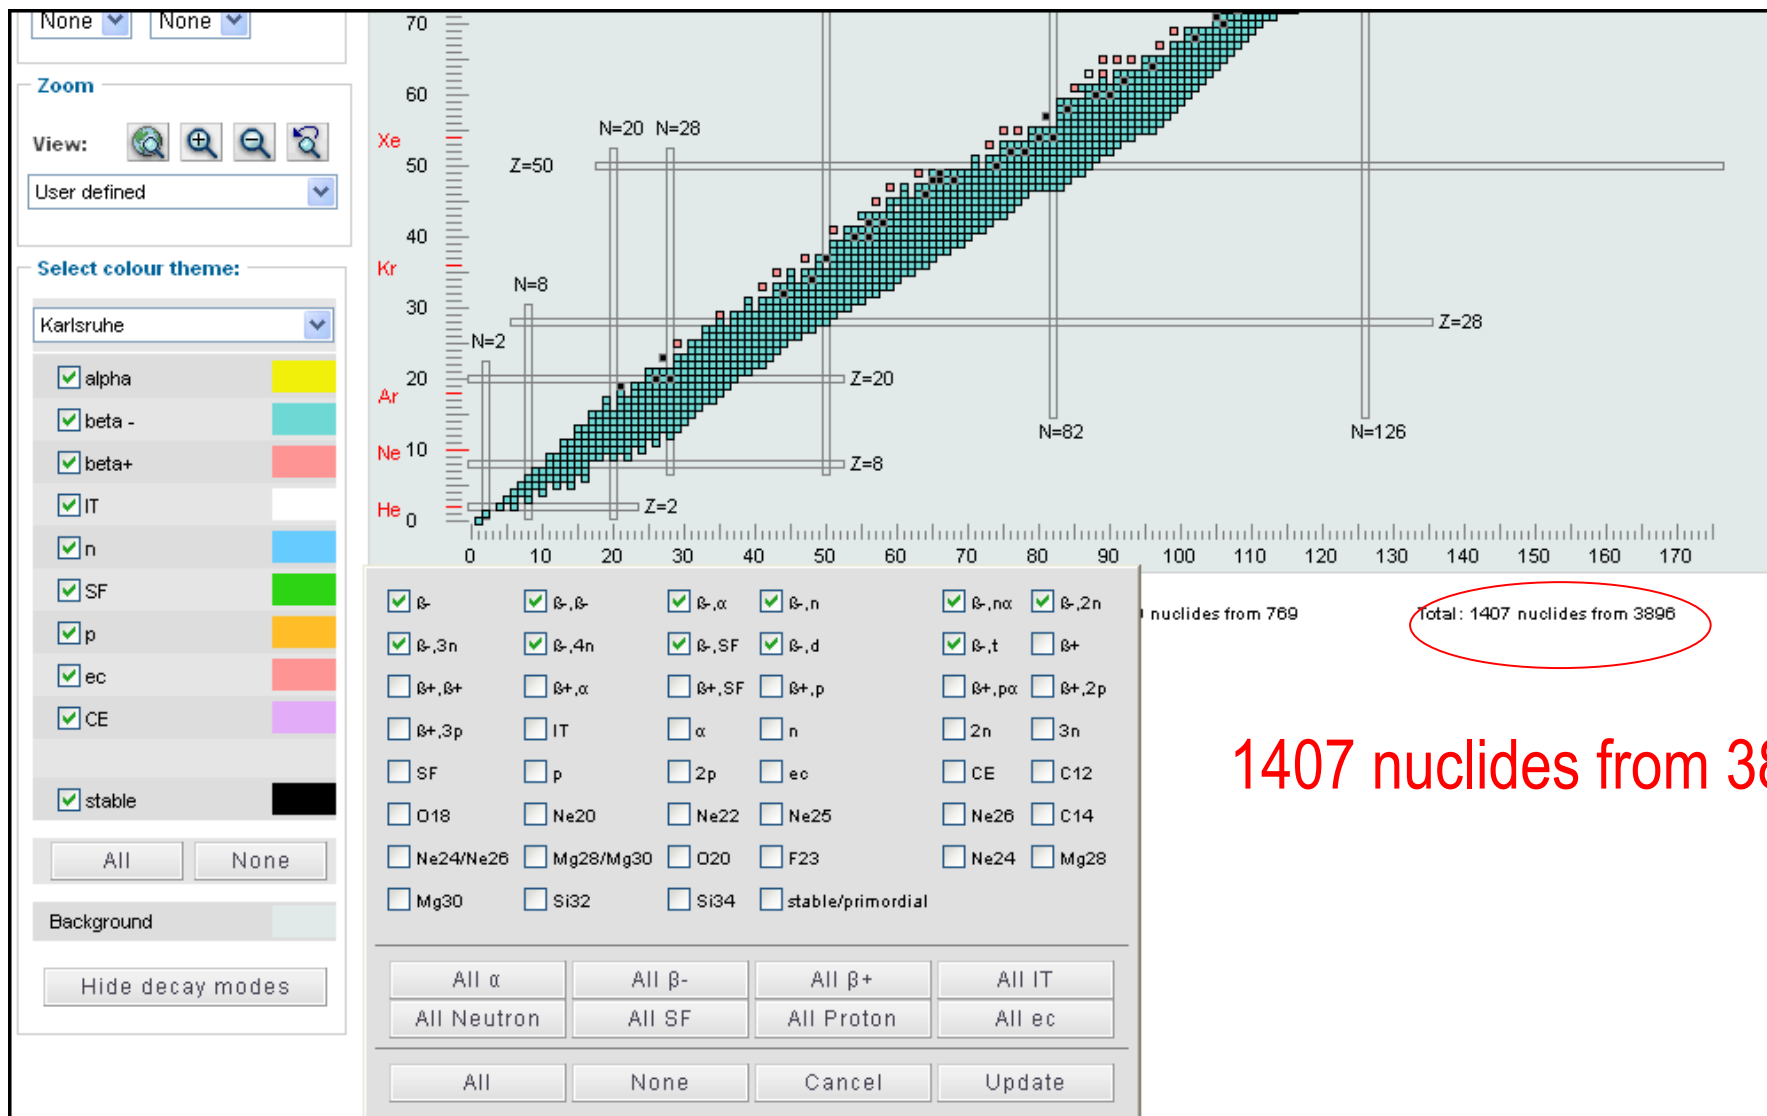 None None
Zoom
View:
User defined
Select colour theme:
Karlsruhe
alpha
beta -
beta+
IT
n
SF
p
ec
CE
stable
All None
Background
Hide decay modes
70
60
Xe
50
40
Kr
30
20
Ar
Ne 10
He 0
N=20 N=28
Z=50
N=8
N=2
Z=28
Z=20
N=82 N=126
Z=8
Z=2
0 10 20 30 40 50 60 70 80 90 100 110 120 130 140 150 160 170
nuclides from 769 Total: 1407 nuclides from 3896
ß- ß-,ß- ß-,α ß-,n ß-,nα ß-,2n
ß-,3n ß-,4n ß-,SF ß-,d ß-,t ß+
ß+,ß+ ß+,α ß+,SF ß+,p ß+,pα ß+,2p
ß+,3p IT α n 2n 3n
SF p 2p ec CE C12
O18 Ne20 Ne22 Ne25 Ne26 C14
Ne24/Ne26 Mg28/Mg30 O20 F23 Ne24 Mg28
Mg30 Si32 Si34 stable/primordial
All α All β- All β+ All IT
All Neutron All SF All Proton All ec
All None Cancel Update
1407 nuclides from 38